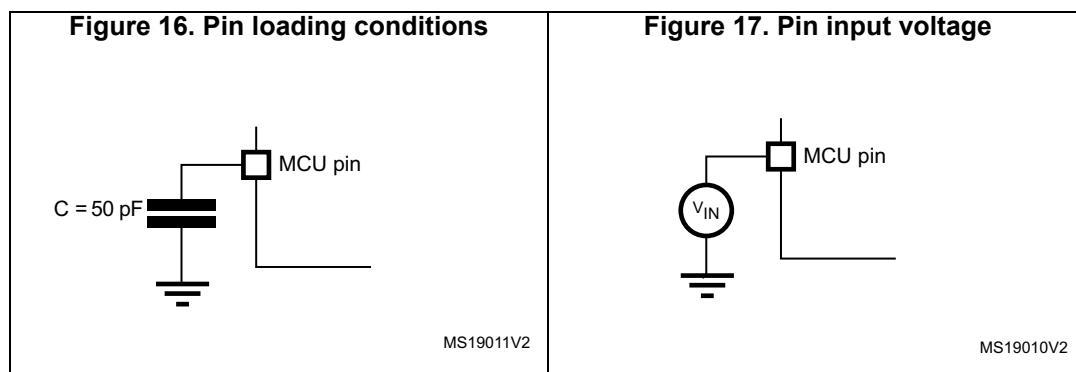 Figure 16. Pin loading conditions
MCU pin
C = 50 pF
MS19011V2
Figure 17. Pin input voltage
MCU pin
VIN
MS19010V2